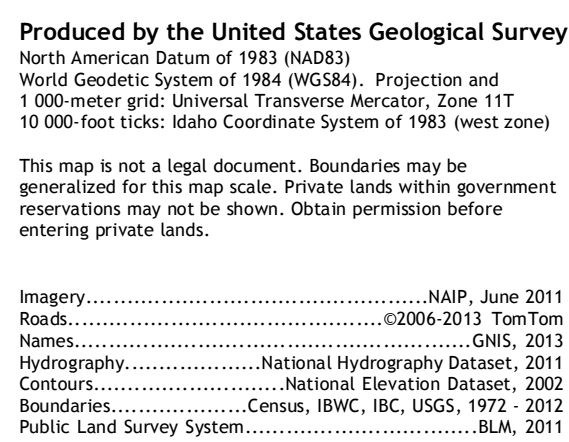 Produced by the United States Geological Survey
North American Datum of 1983 (NAD83)
World Geodetic System of 1984 (WGS84).  Projection and
1 000-meter grid: Universal Transverse Mercator, Zone 11T
10 000-foot ticks: Idaho Coordinate System of 1983 (west zone)
This map is not a legal document. Boundaries may be
generalized for this map scale. Private lands within government
reservations may not be shown. Obtain permission before
entering private lands.
Imagery..................................................NAIP, June 2011
Roads..............................................©2006-2013 TomTom
Names..........................................................GNIS, 2013
Hydrography....................National Hydrography Dataset, 2011
Contours............................National Elevation Dataset, 2002
Boundaries....................Census, IBWC, IBC, USGS, 1972 - 2012
Public Land Survey System..................................BLM, 2011